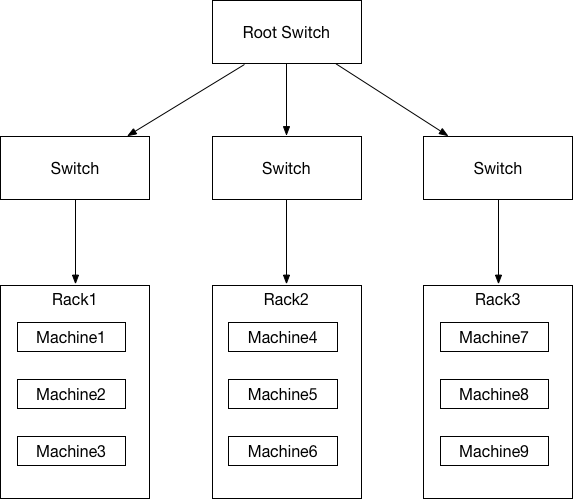 Root Switch
Switch
Switch
Switch
Rack1
Machine1
Machine2
Machine3
Rack2
Machine4
Machine5
Machine6
Rack3
Machine7
Machine8
Machine9